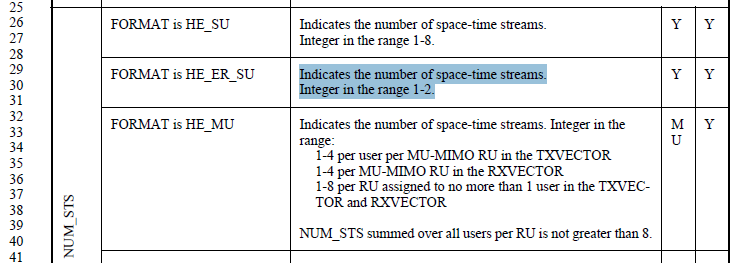 25
26 FORMAT is HE_SU Indicates the number of space-time streams. Y Y
27 Integer in the range 1-8.
28
29 FORMAT is HE_ER_SU Indicates the number of space-time streams. Y Y
30 Integer in the range 1-2.
31
32 FORMAT is HE_MU Indicates the number of space-time streams. Integer in the M Y
33 range: U
34 1-4 per user per MU-MIMO RU in the TXVECTOR
35 1-4 per MU-MIMO RU in the RXVECTOR
36 1-8 per RU assigned to no more than 1 user in the TXVEC-
37 TOR and RXVECTOR
38
39 NUM_STS summed over all users per RU is not greater than 8.
40
41
NUM_STS